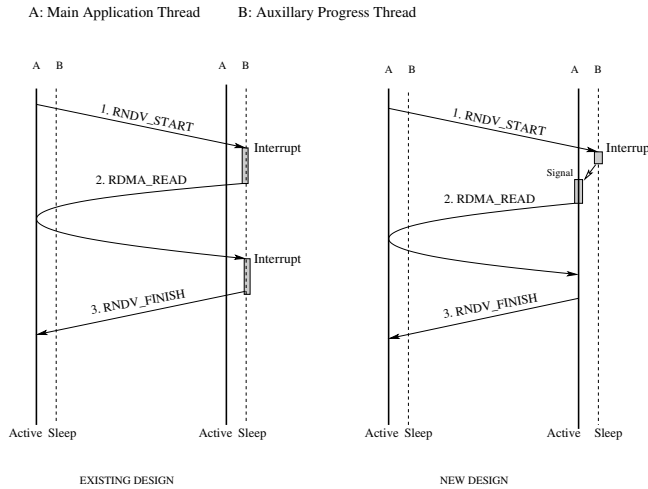 A: Main Application Thread B: Auxillary Progress Thread
A B A B
1. RNDV_START
Interrupt
2. RDMA_READ
Interrupt
3. RNDV_FINISH
Active Sleep Active Sleep
EXISTING DESIGN
A B A B
1. RNDV_START
Interrupt
Signal
2. RDMA_READ
3. RNDV_FINISH
Active Sleep Active Sleep
NEW DESIGN